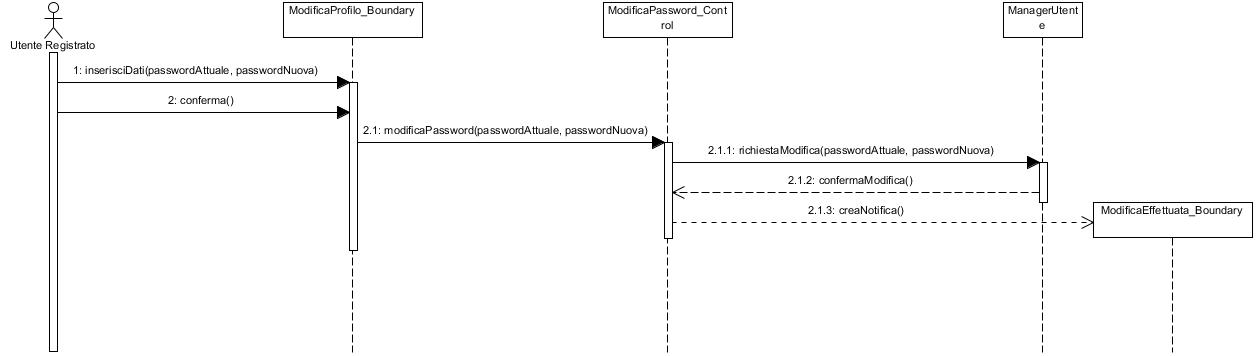 ModificaProfilo_Boundary
ModificaPassword_Cont
rol
ManagerUtent
e
Utente Registrato
1: inserisciDati(passwordAttuale, passwordNuova)
2: conferma()
2.1: modificaPassword(passwordAttuale, passwordNuova)
2.1.1: richiestaModifica(passwordAttuale, passwordNuova)
2.1.2: confermaModifica()
2.1.3: creaNotifica()
ModificaEffettuata_Boundary